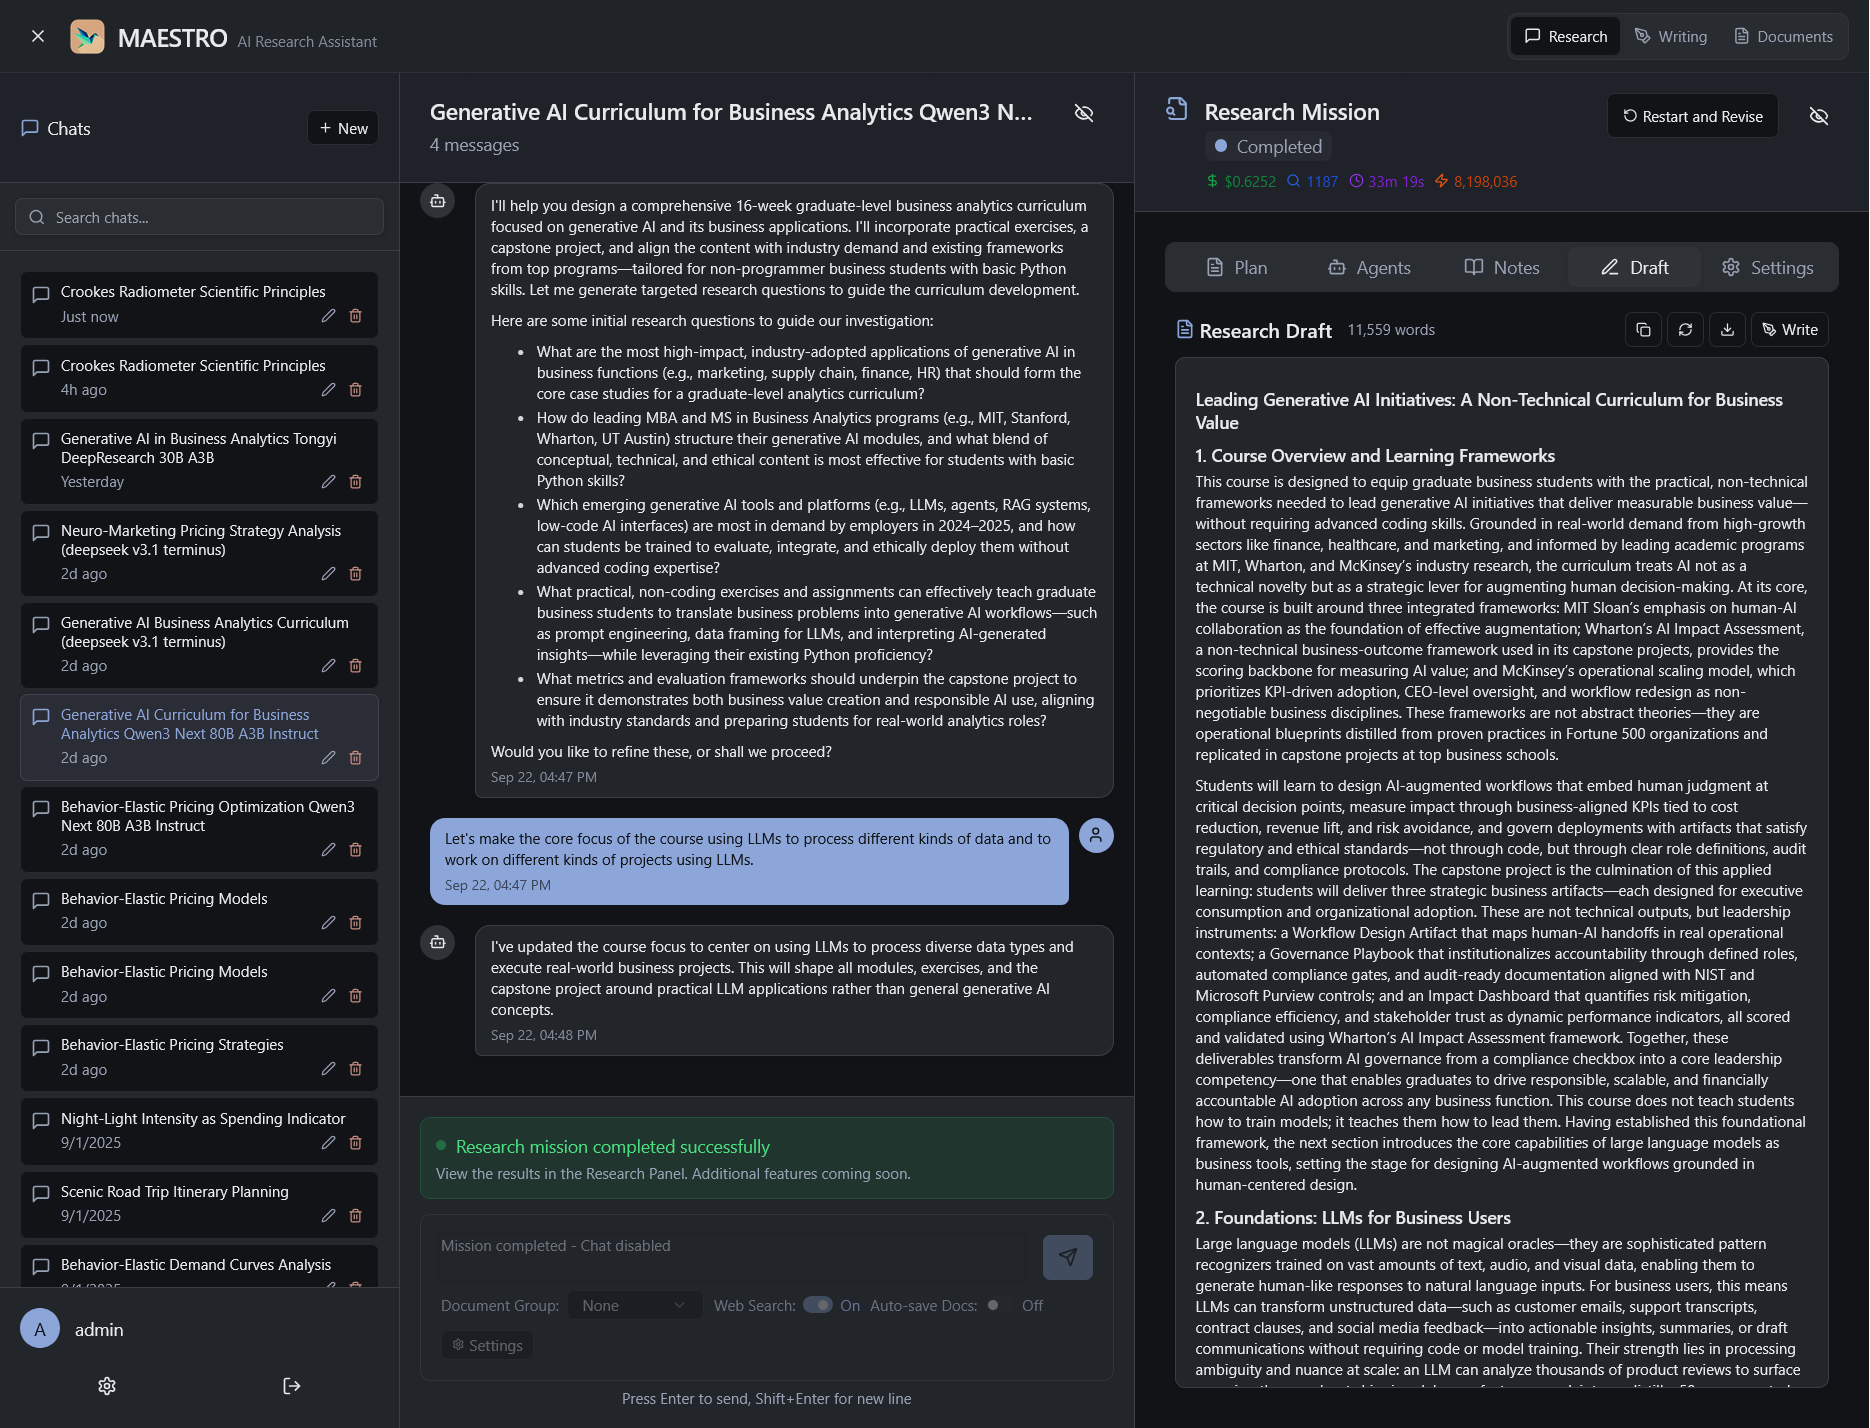 MAESTRO AI Research Assistant
Research
Writing
Documents
Chats
New
Search chats...
Crookes Radiometer Scientific Principles
Just now
Crookes Radiometer Scientific Principles
4h ago
Generative AI in Business Analytics Tongyi
DeepResearch 30B A3B
Yesterday
Neuro-Marketing Pricing Strategy Analysis
(deepseek v3.1 terminus)
2d ago
Generative AI Business Analytics Curriculum
(deepseek v3.1 terminus)
2d ago
Generative AI Curriculum for Business
Analytics Qwen3 Next 80B A3B Instruct
2d ago
Behavior-Elastic Pricing Optimization Qwen3
Next 80B A3B Instruct
2d ago
Behavior-Elastic Pricing Models
2d ago
Behavior-Elastic Pricing Models
2d ago
Behavior-Elastic Pricing Strategies
2d ago
Night-Light Intensity as Spending Indicator
9/1/2025
Scenic Road Trip Itinerary Planning
9/1/2025
Behavior-Elastic Demand Curves Analysis
9/1/2025
A
admin
Generative AI Curriculum for Business Analytics Qwen3 N...
4 messages
I'll help you design a comprehensive 16-week graduate-level business analytics curriculum
focused on generative AI and its business applications. I'll incorporate practical exercises, a
capstone project, and align the content with industry demand and existing frameworks
from top programs—tailored for non-programmer business students with basic Python
skills. Let me generate targeted research questions to guide the curriculum development.
Here are some initial research questions to guide our investigation:
• What are the most high-impact, industry-adopted applications of generative AI in
business functions (e.g., marketing, supply chain, finance, HR) that should form the
core case studies for a graduate-level analytics curriculum?
• How do leading MBA and MS in Business Analytics programs (e.g., MIT, Stanford,
Wharton, UT Austin) structure their generative AI modules, and what blend of
conceptual, technical, and ethical content is most effective for students with basic
Python skills?
• Which emerging generative AI tools and platforms (e.g., LLMs, agents, RAG systems,
low-code AI interfaces) are most in demand by employers in 2024–2025, and how
can students be trained to evaluate, integrate, and ethically deploy them without
advanced coding expertise?
• What practical, non-coding exercises and assignments can effectively teach graduate
business students to translate business problems into generative AI workflows—such
as prompt engineering, data framing for LLMs, and interpreting AI-generated
insights—while leveraging their existing Python proficiency?
• What metrics and evaluation frameworks should underpin the capstone project to
ensure it demonstrates both business value creation and responsible AI use, aligning
with industry standards and preparing students for real-world analytics roles?
Would you like to refine these, or shall we proceed?
Sep 22, 04:47 PM
Let's make the core focus of the course using LLMs to process different kinds of data and to
work on different kinds of projects using LLMs.
Sep 22, 04:47 PM
I've updated the course focus to center on using LLMs to process diverse data types and
execute real-world business projects. This will shape all modules, exercises, and the
capstone project around practical LLM applications rather than general generative AI
concepts.
Sep 22, 04:48 PM
Research mission completed successfully
View the results in the Research Panel. Additional features coming soon.
Mission completed - Chat disabled
Document Group: None Web Search: On Auto-save Docs: Off
Settings
Press Enter to send, Shift+Enter for new line
Research Mission
Restart and Revise
Completed
$0.6252 1187 33m 19s 8,198,036
Plan
Agents
Notes
Draft
Settings
Research Draft 11,559 words
Write
Leading Generative AI Initiatives: A Non-Technical Curriculum for Business
Value
1. Course Overview and Learning Frameworks
This course is designed to equip graduate business students with the practical, non-technical
frameworks needed to lead generative AI initiatives that deliver measurable business value—
without requiring advanced coding skills. Grounded in real-world demand from high-growth
sectors like finance, healthcare, and marketing, and informed by leading academic programs
at MIT, Wharton, and McKinsey's industry research, the curriculum treats AI not as a
technical novelty but as a strategic lever for augmenting human decision-making. At its core,
the course is built around three integrated frameworks: MIT Sloan's emphasis on human-AI
collaboration as the foundation of effective augmentation; Wharton's AI Impact Assessment,
a non-technical business-outcome framework used in its capstone projects, provides the
scoring backbone for measuring AI value; and McKinsey's operational scaling model, which
prioritizes KPI-driven adoption, CEO-level oversight, and workflow redesign as non-
negotiable business disciplines. These frameworks are not abstract theories—they are
operational blueprints distilled from proven practices in Fortune 500 organizations and
replicated in capstone projects at top business schools.
Students will learn to design AI-augmented workflows that embed human judgment at
critical decision points, measure impact through business-aligned KPIs tied to cost
reduction, revenue lift, and risk avoidance, and govern deployments with artifacts that satisfy
regulatory and ethical standards—not through code, but through clear role definitions, audit
trails, and compliance protocols. The capstone project is the culmination of this applied
learning: students will deliver three strategic business artifacts—each designed for executive
consumption and organizational adoption. These are not technical outputs, but leadership
instruments: a Workflow Design Artifact that maps human-AI handoffs in real operational
contexts; a Governance Playbook that institutionalizes accountability through defined roles,
automated compliance gates, and audit-ready documentation aligned with NIST and
Microsoft Purview controls; and an Impact Dashboard that quantifies risk mitigation,
compliance efficiency, and stakeholder trust as dynamic performance indicators, all scored
and validated using Wharton's AI Impact Assessment framework. Together, these
deliverables transform AI governance from a compliance checkbox into a core leadership
competency—one that enables graduates to drive responsible, scalable, and financially
accountable AI adoption across any business function. This course does not teach students
how to train models; it teaches them how to lead them. Having established this foundational
framework, the next section introduces the core capabilities of large language models as
business tools, setting the stage for designing AI-augmented workflows grounded in
human-centered design.
2. Foundations: LLMs for Business Users
Large language models (LLMs) are not magical oracles—they are sophisticated pattern
recognizers trained on vast amounts of text, audio, and visual data, enabling them to
generate human-like responses to natural language inputs. For business users, this means
LLMs can transform unstructured data—such as customer emails, support transcripts,
contract clauses, and social media feedback—into actionable insights, summaries, or draft
communications without requiring code or model training. Their strength lies in processing
ambiguity and nuance at scale: an LLM can analyze thousands of product reviews to surface